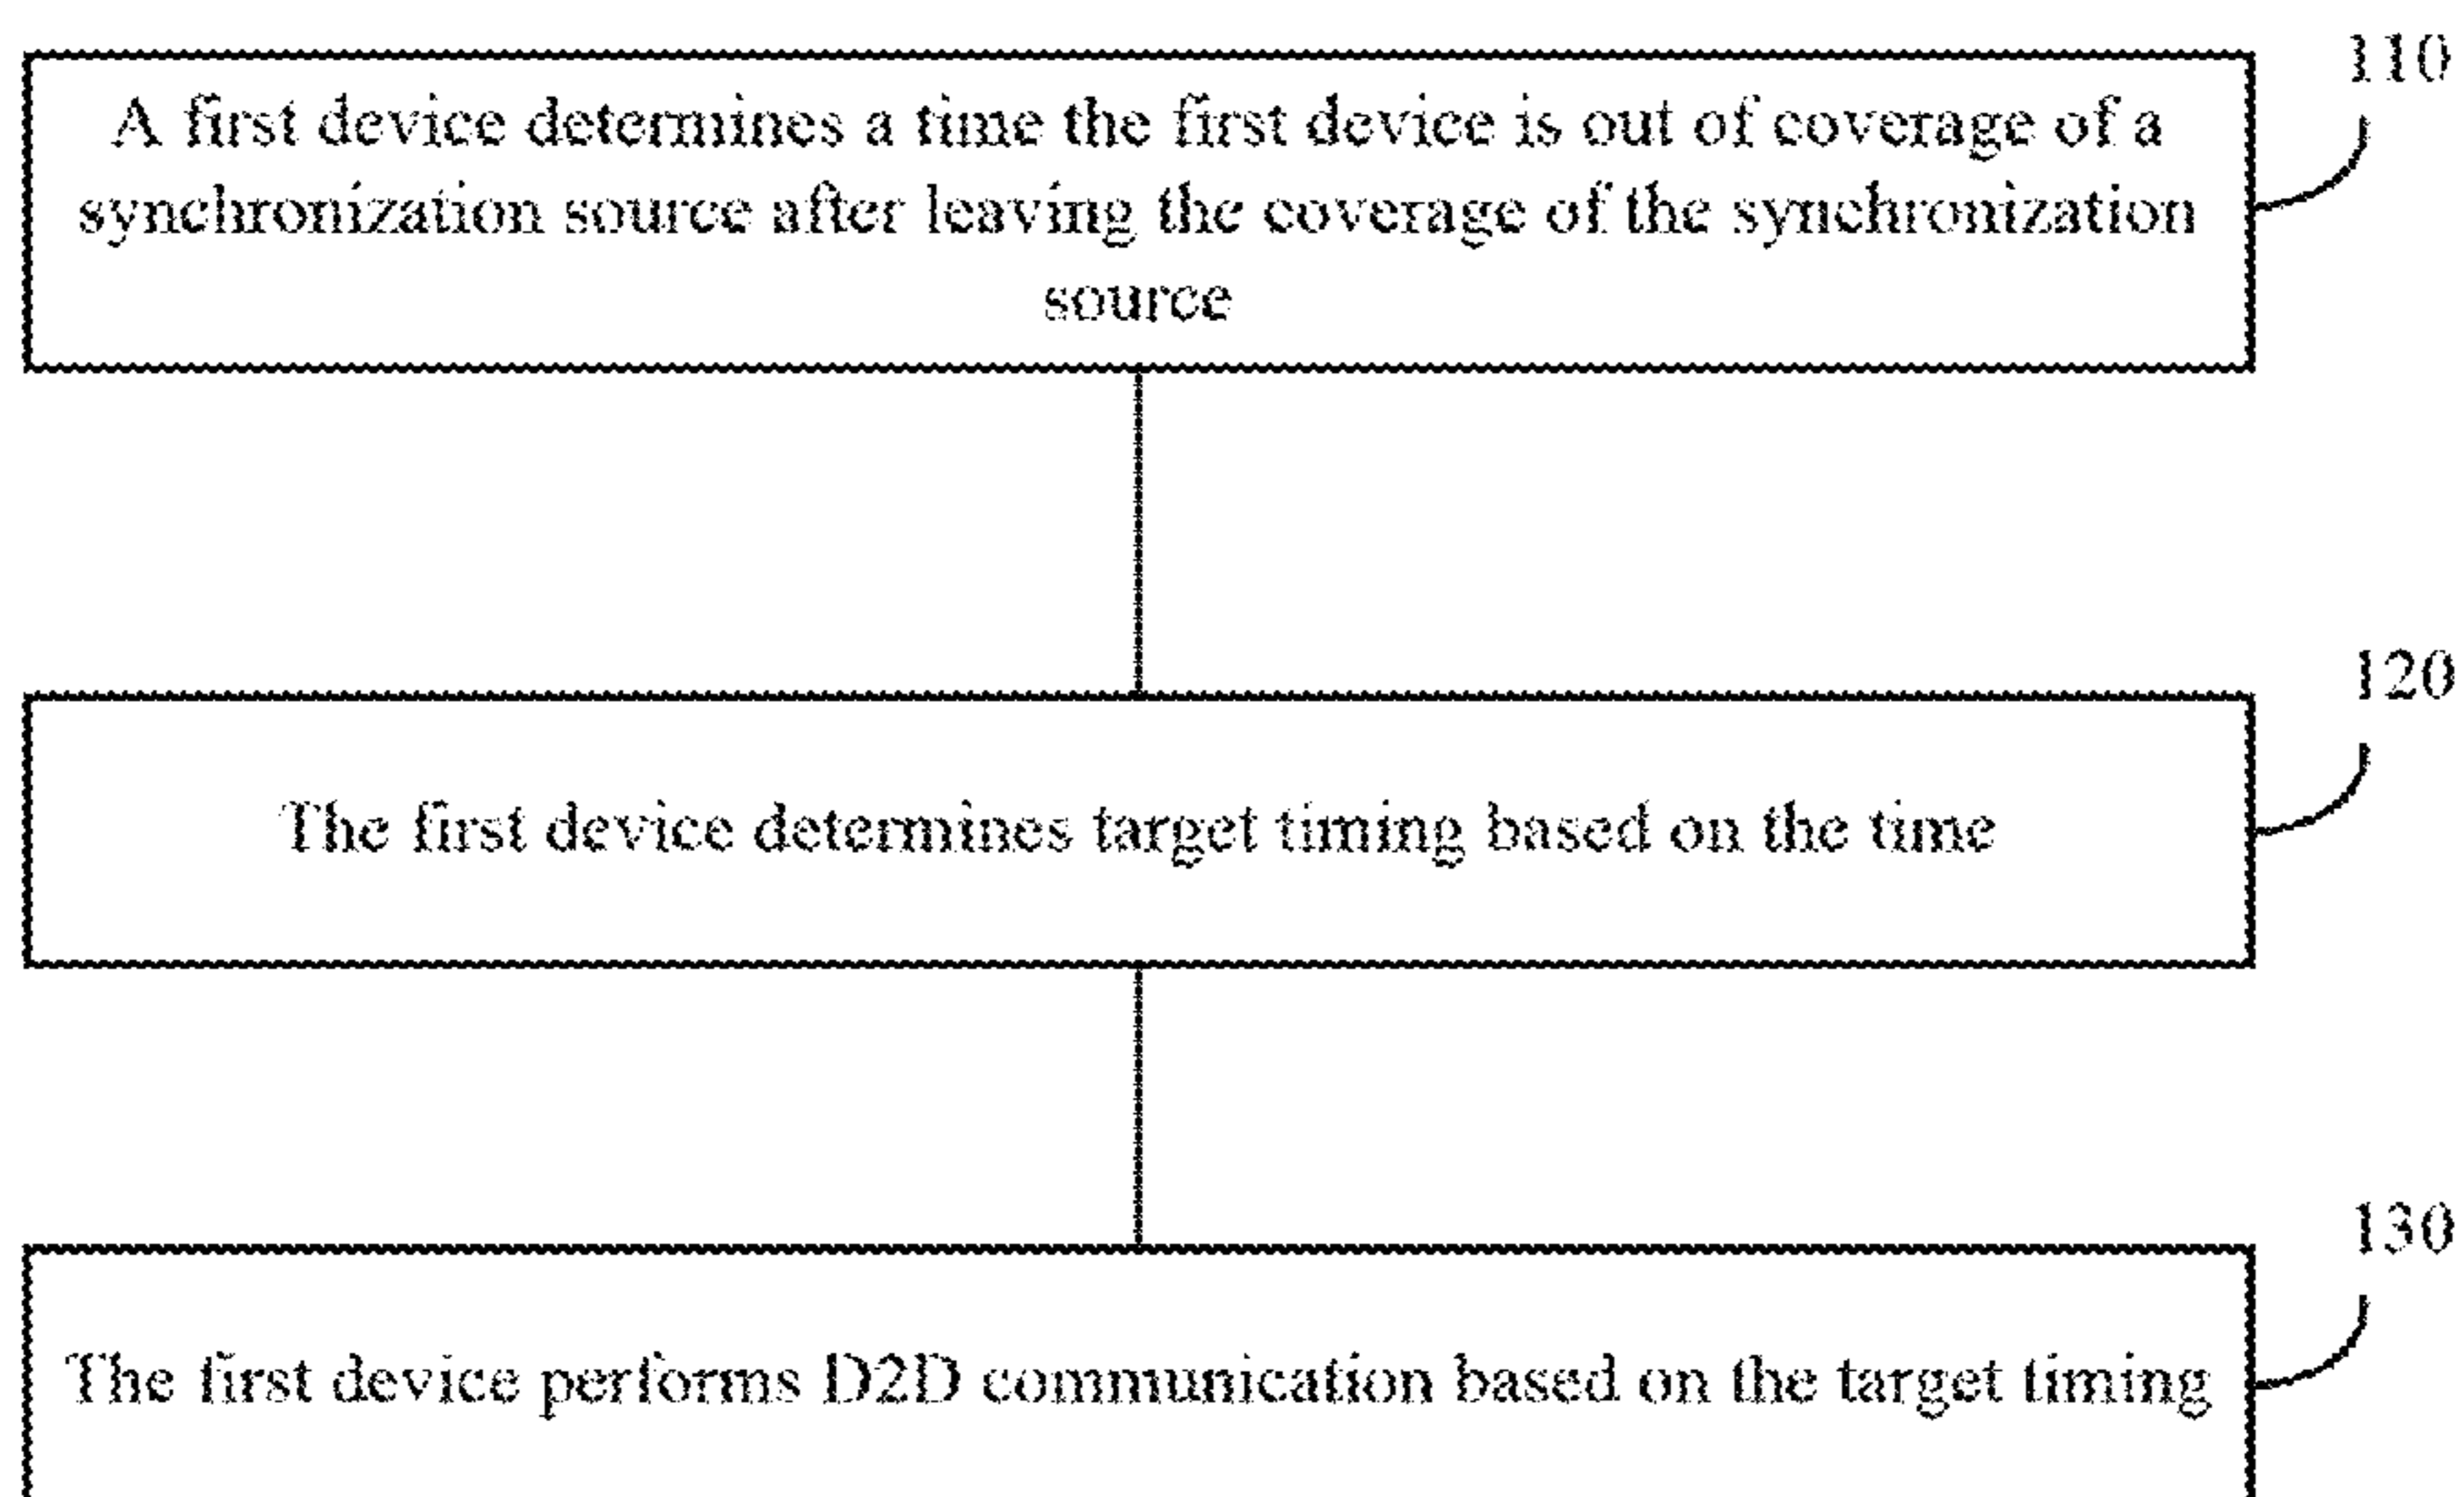 110
A first device determines a time the first device is out of coverage of a
synchronization source after leaving the coverage of the synchronization
source
120
The first device determines target timing based on the time
130
The first device performs D2D communication based on the target timing